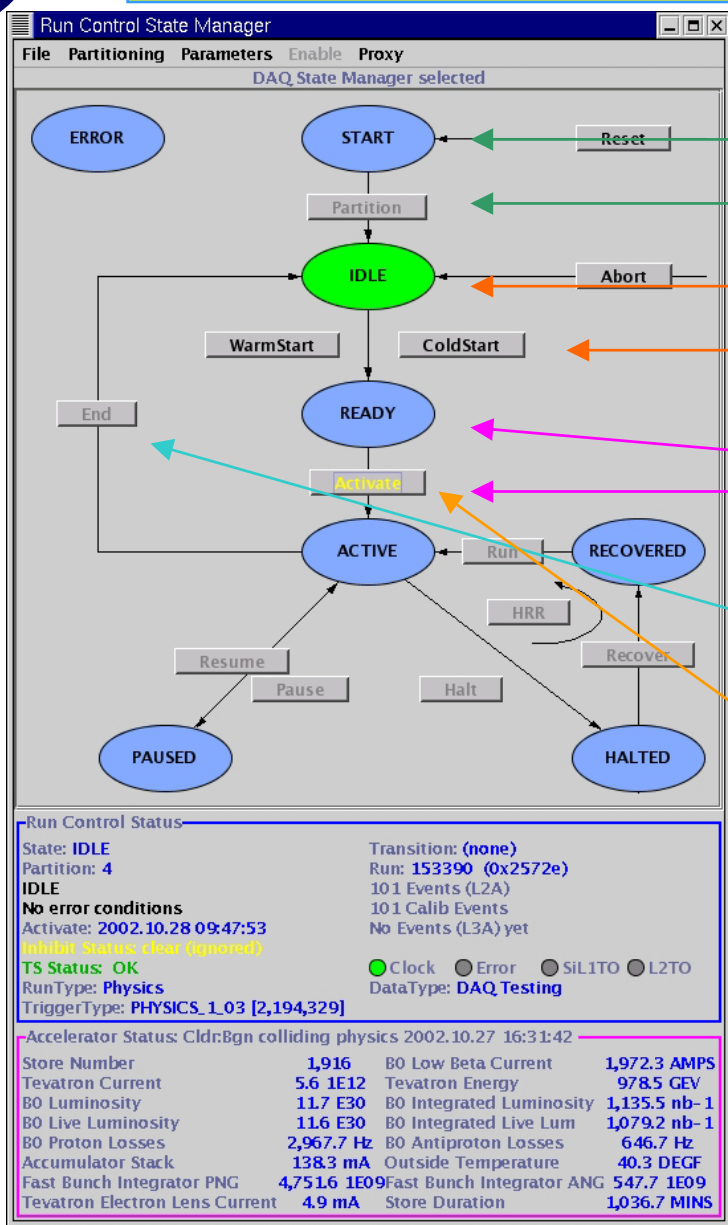 Run Control State Manager
File Partitioning Parameters Enable Proxy
DAQ State Manager selected
ERROR
START
Reset
Partition
IDLE
Abort
WarmStart
ColdStart
End
READY
Activate
ACTIVE
Run
RECOVERED
HRR
Resume
Recover
Pause
Halt
PAUSED
HALTED
Run Control Status
State: IDLE Transition: (none)
Partition: 4 Run: 153390 (0x2572e)
IDLE 101 Events (L2A)
No error conditions 101 Calib Events
Activate: 2002.10.28 09:47:53 No Events (L3A) yet
Inhibit Status: clear (ignored)
TS Status: OK Clock Error SiL1TO L2TO
RunType: Physics DataType: DAQ Testing
TriggerType: PHYSICS_1_03 [2,194,329]
Accelerator Status: Cldr:Bgn colliding physics 2002.10.27 16:31:42
Store Number 1,916 B0 Low Beta Current 1,972.3 AMPS
Tevatron Current 5.6 1E12 Tevatron Energy 978.5 GEV
B0 Luminosity 11.7 E30 B0 Integrated Luminosity 1,135.5 nb-1
B0 Live Luminosity 11.6 E30 B0 Integrated Live Lum 1,079.2 nb-1
B0 Proton Losses 2,967.7 Hz B0 Antiproton Losses 646.7 Hz
Accumulator Stack 138.3 mA Outside Temperature 40.3 DEGF
Fast Bunch Integrator PNG 4,751.6 1E09 Fast Bunch Integrator ANG 547.7 1E09
Tevatron Electron Lens Current 4.9 mA Store Duration 1,036.7 MINS